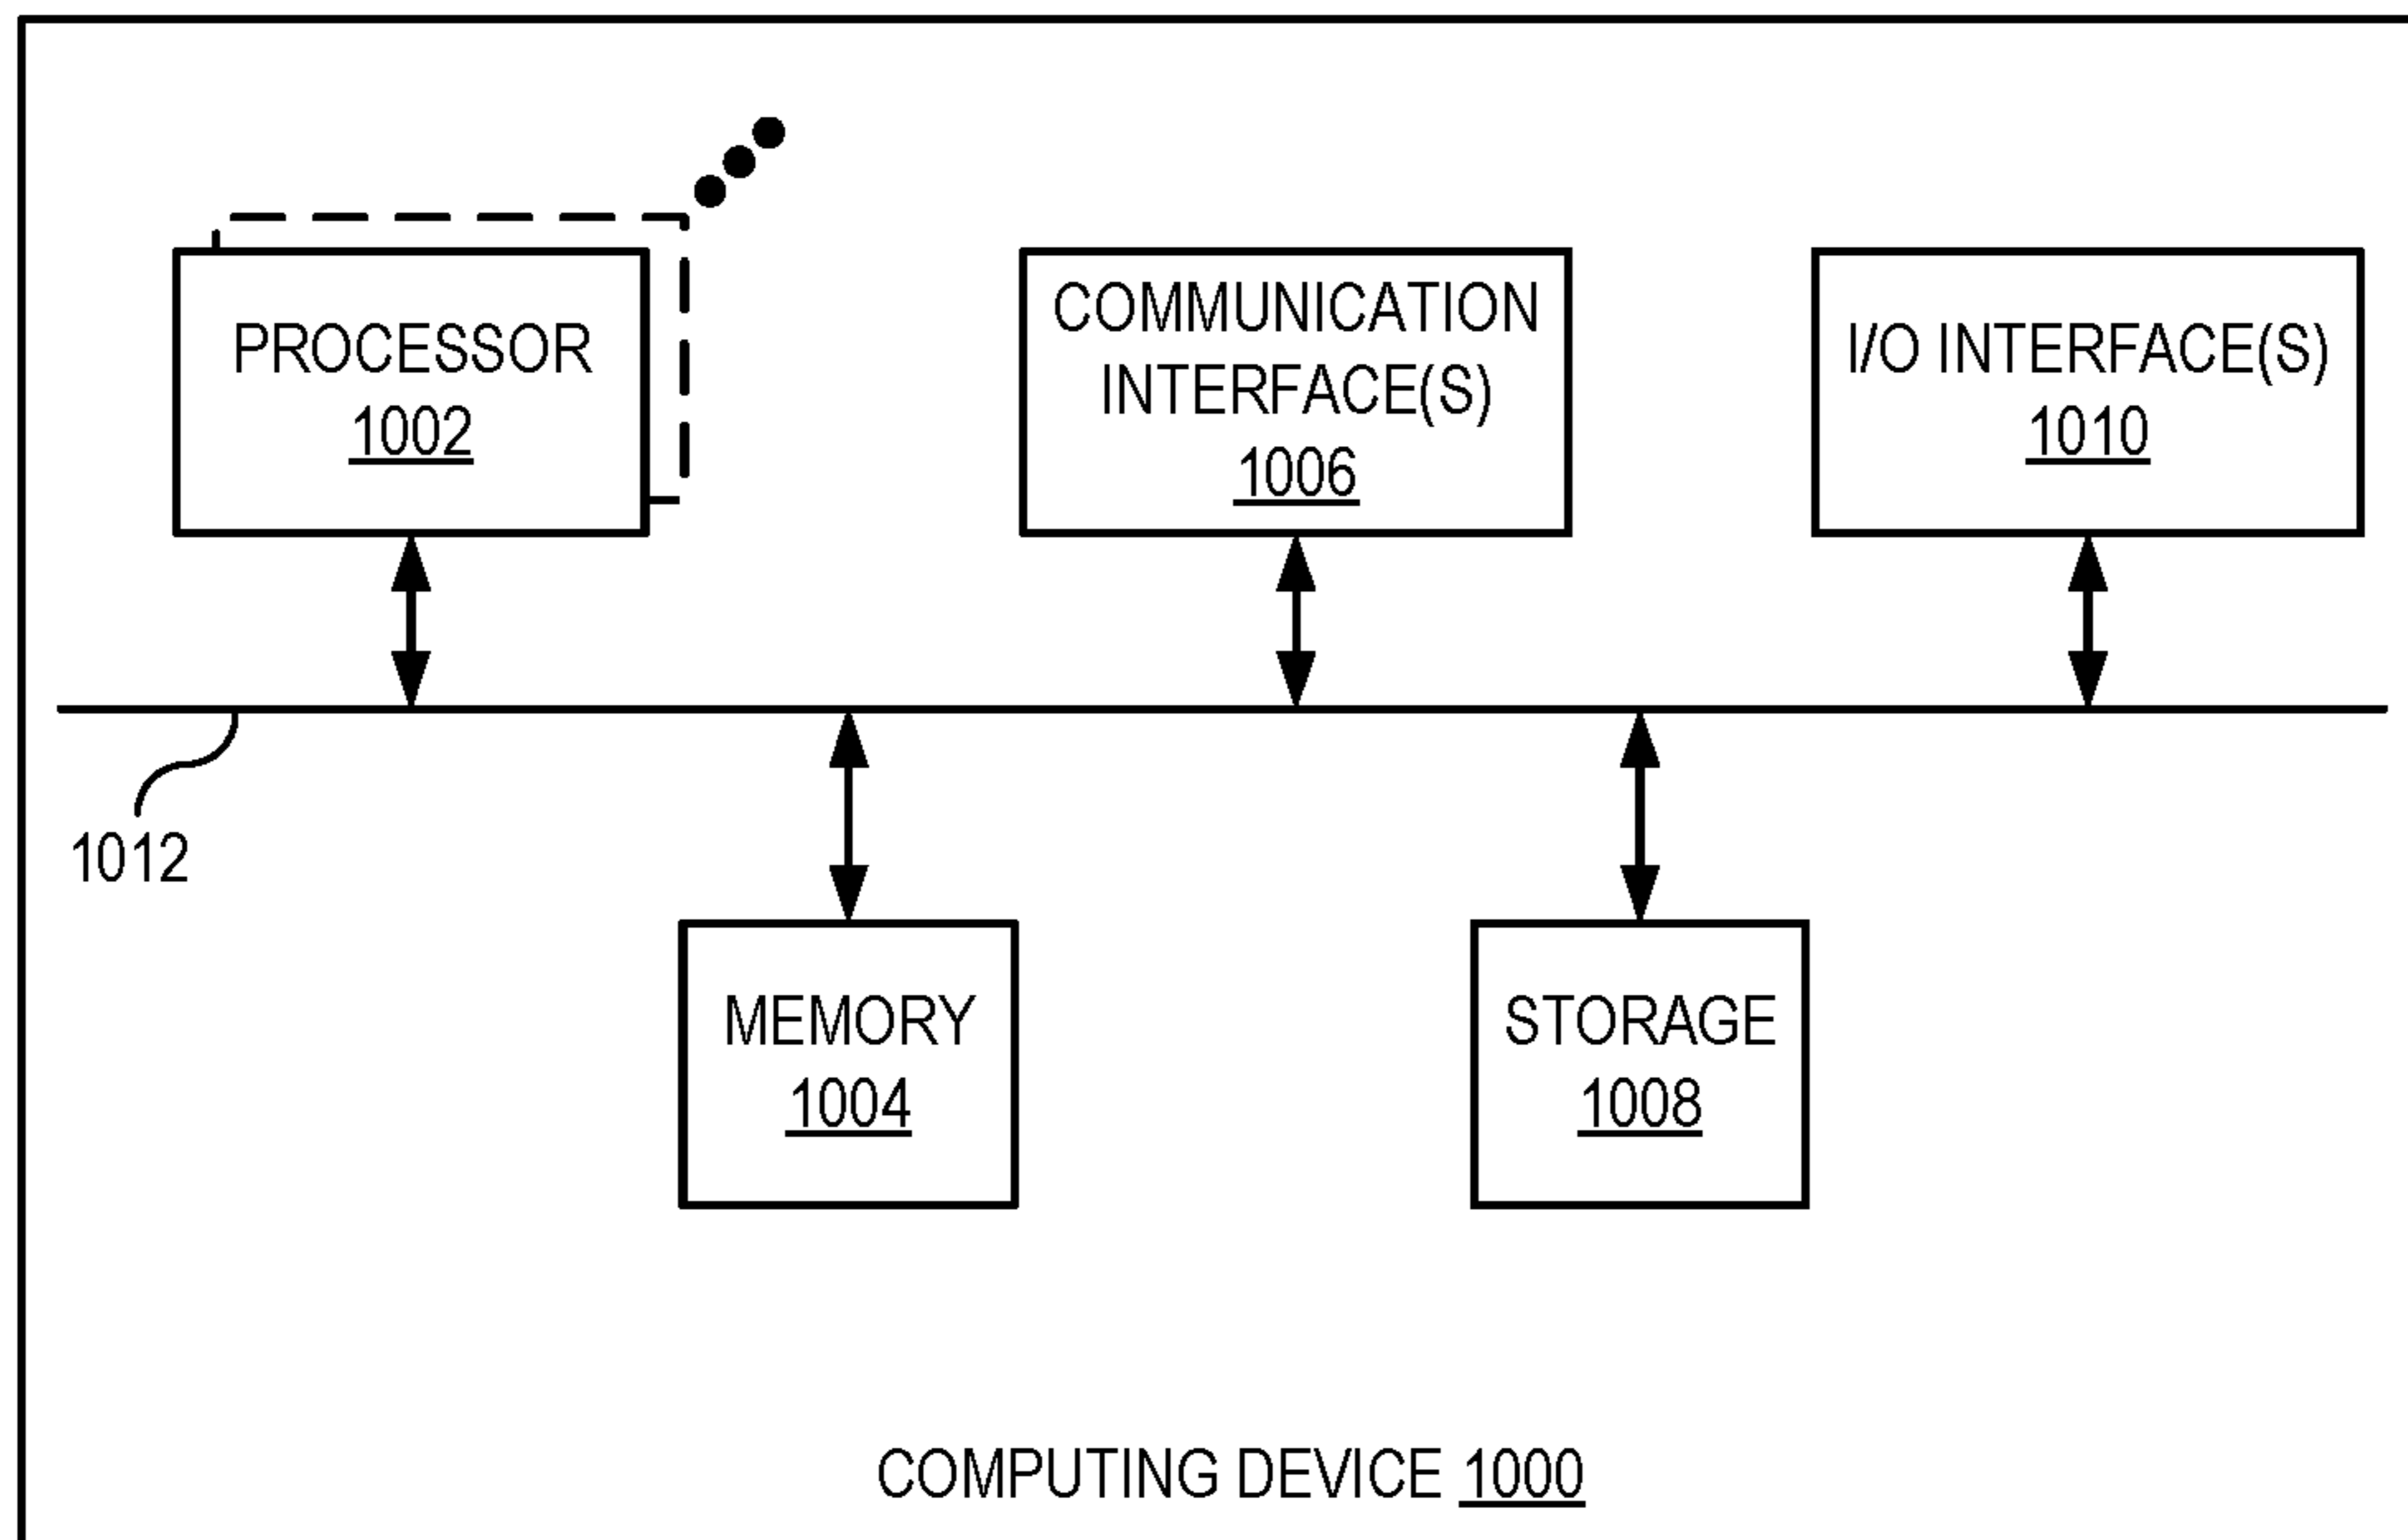 PROCESSOR
1002
COMMUNICATION
INTERFACE(S)
1006
I/O INTERFACE(S)
1010
1012
MEMORY
1004
STORAGE
1008
COMPUTING DEVICE 1000